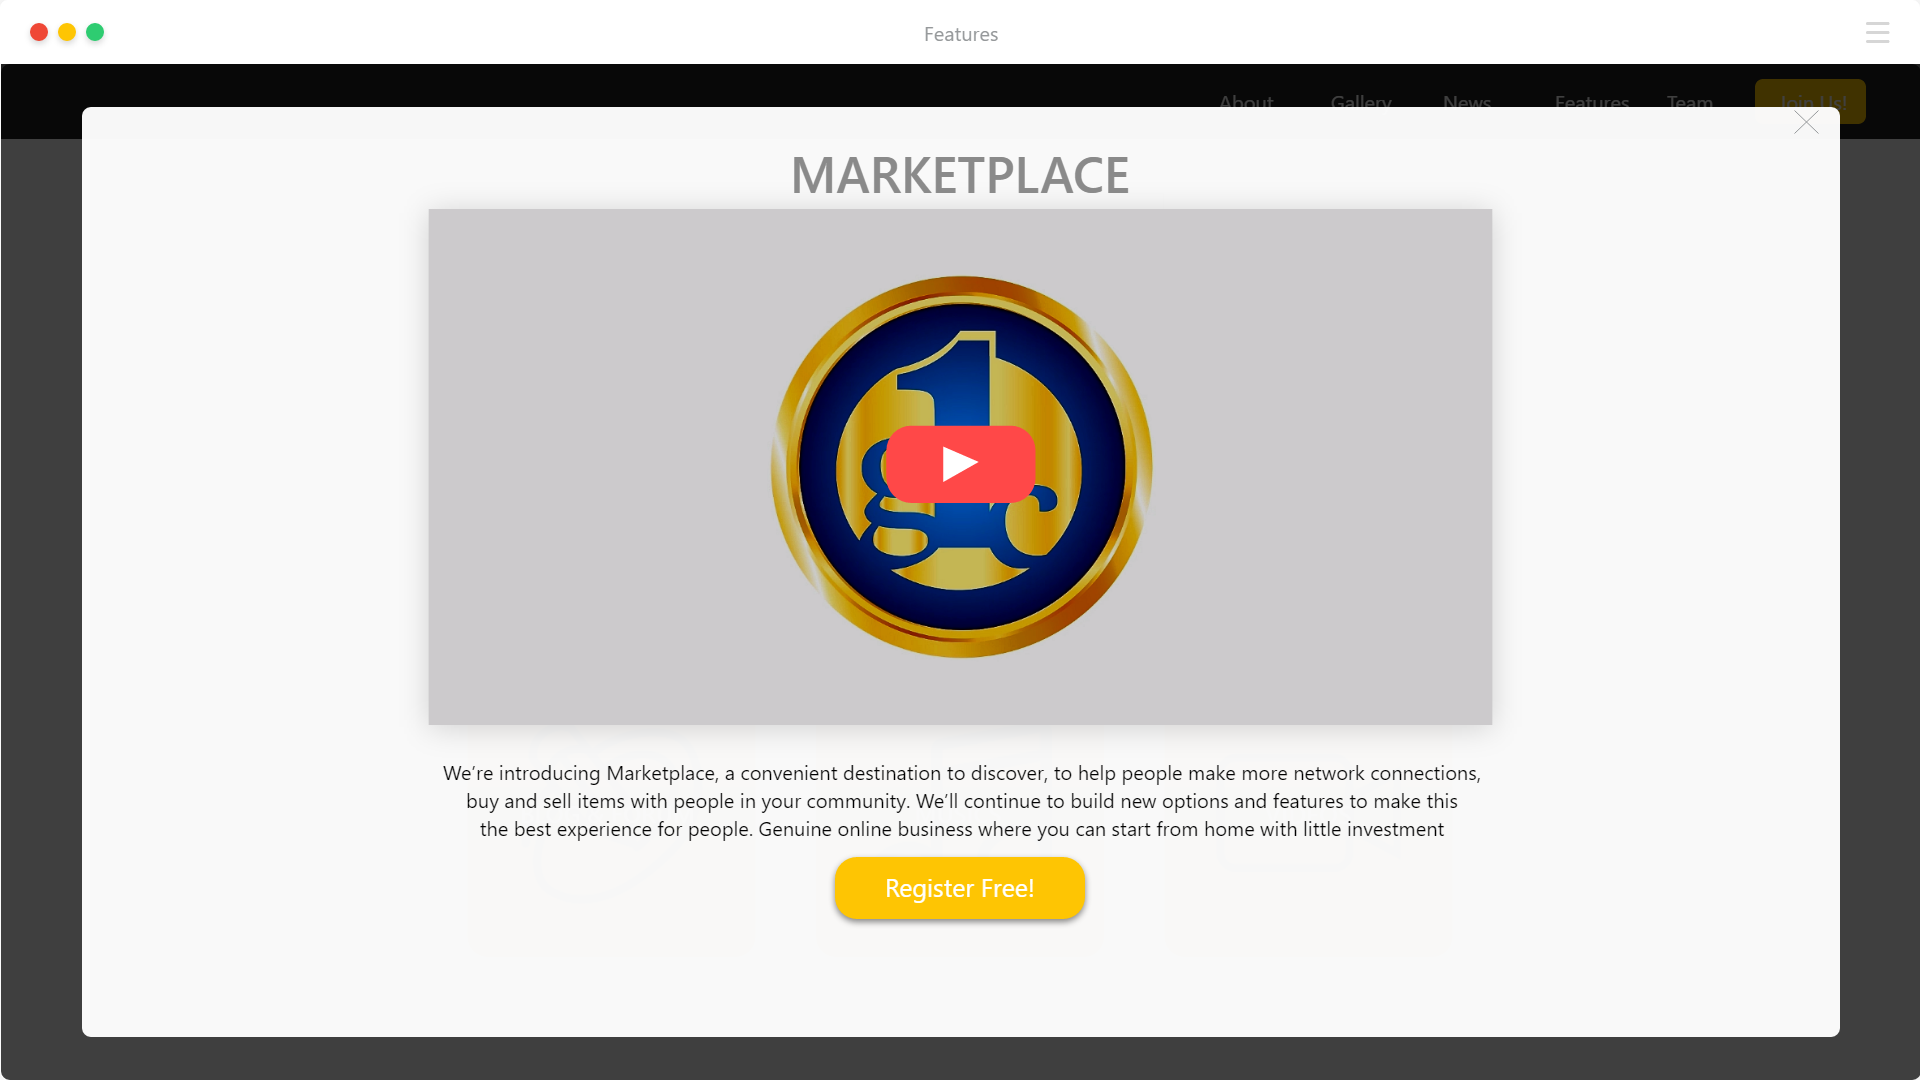 Features
About Gallery News Features Team Join Us!
MARKETPLACE
1
g c
We’re introducing Marketplace, a convenient destination to discover, to help people make more network connections,
buy and sell items with people in your community. We’ll continue to build new options and features to make this
the best experience for people. Genuine online business where you can start from home with little investment
Register Free!